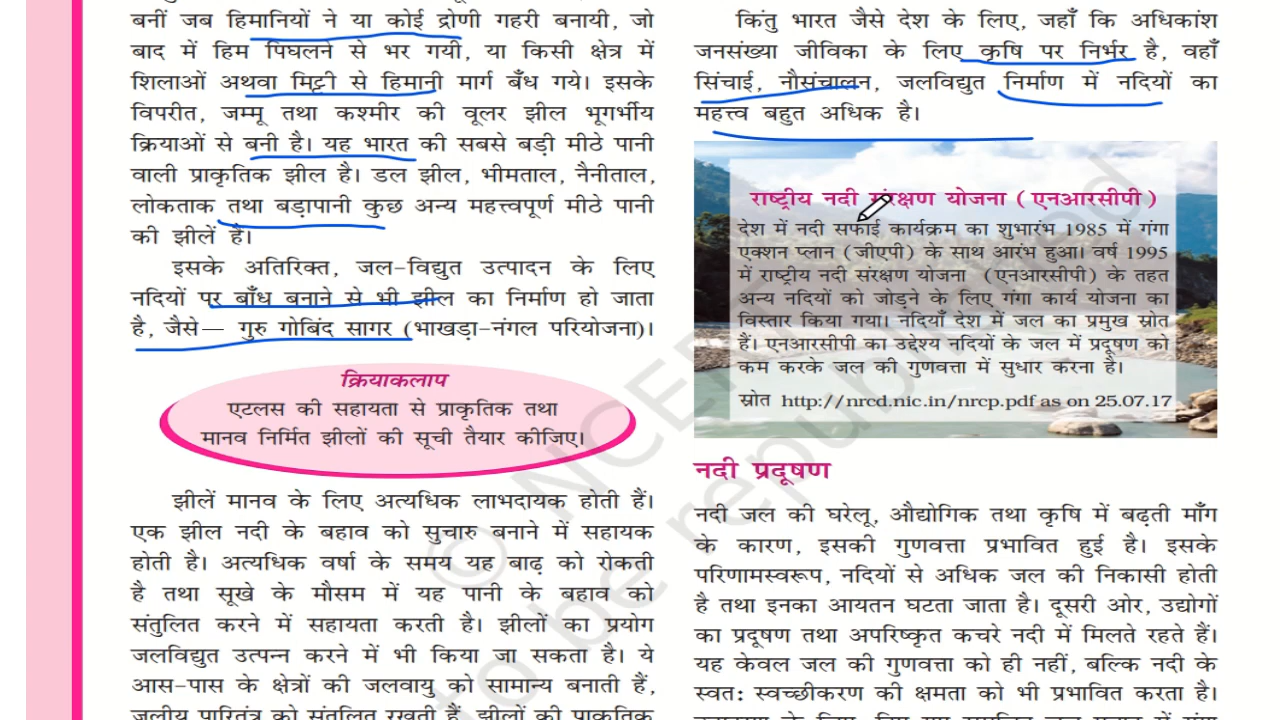 बनीं जब हिमानियों ने या कोई द्रोणी गहरी बनायी, जो
बाद में हिम पिघलने से भर गयी, या किसी क्षेत्र में
शिलाओं अथवा मिट्टी से हिमानी मार्ग बँध गये। इसके
विपरीत, जम्मू तथा कश्मीर की वूलर झील भूगर्भीय
क्रियाओं से बनी है। यह भारत की सबसे बड़ी मीठे पानी
वाली प्राकृतिक झील है। डल झील, भीमताल, नैनीताल,
लोकताक तथा बड़ापानी कुछ अन्य महत्त्वपूर्ण मीठे पानी
की झीलें हैं।
इसके अतिरिक्त, जल-विद्युत उत्पादन के लिए
नदियों पर बाँध बनाने से भी झील का निर्माण हो जाता
है, जैसे— गुरु गोबिंद सागर (भाखड़ा-नंगल परियोजना)।
क्रियाकलाप
एटलस की सहायता से प्राकृतिक तथा
मानव निर्मित झीलों की सूची तैयार कीजिए।
झीलें मानव के लिए अत्यधिक लाभदायक होती हैं।
एक झील नदी के बहाव को सुचारु बनाने में सहायक
होती है। अत्यधिक वर्षा के समय यह बाढ़ को रोकती
है तथा सूखे के मौसम में यह पानी के बहाव को
संतुलित करने में सहायता करती है। झीलों का प्रयोग
जलविद्युत उत्पन्न करने में भी किया जा सकता है। ये
आस-पास के क्षेत्रों की जलवायु को सामान्य बनाती हैं,
जलीय पारितंत्र को संतुलित रखती हैं, झीलों की प्राकृतिक
किंतु भारत जैसे देश के लिए, जहाँ कि अधिकांश
जनसंख्या जीविका के लिए कृषि पर निर्भर है, वहाँ
सिंचाई, नौसंचालन, जलविद्युत निर्माण में नदियों का
महत्त्व बहुत अधिक है।
राष्ट्रीय नदी संरक्षण योजना (एनआरसीपी)
देश में नदी सफाई कार्यक्रम का शुभारंभ 1985 में गंगा
एक्शन प्लान (जीएपी) के साथ आरंभ हुआ। वर्ष 1995
में राष्ट्रीय नदी संरक्षण योजना (एनआरसीपी) के तहत
अन्य नदियों को जोड़ने के लिए गंगा कार्य योजना का
विस्तार किया गया। नदियाँ देश में जल का प्रमुख स्रोत
हैं। एनआरसीपी का उद्देश्य नदियों के जल में प्रदूषण को
कम करके जल की गुणवत्ता में सुधार करना है।
स्रोत http://nrcd.nic.in/nrcp.pdf as on 25.07.17
नदी प्रदूषण
नदी जल की घरेलू, औद्योगिक तथा कृषि में बढ़ती माँग
के कारण, इसकी गुणवत्ता प्रभावित हुई है। इसके
परिणामस्वरूप, नदियों से अधिक जल की निकासी होती
है तथा इनका आयतन घटता जाता है। दूसरी ओर, उद्योगों
का प्रदूषण तथा अपरिष्कृत कचरे नदी में मिलते रहते हैं।
यह केवल जल की गुणवत्ता को ही नहीं, बल्कि नदी के
स्वतः स्वच्छीकरण की क्षमता को भी प्रभावित करता है।
© NCERT
to be republished